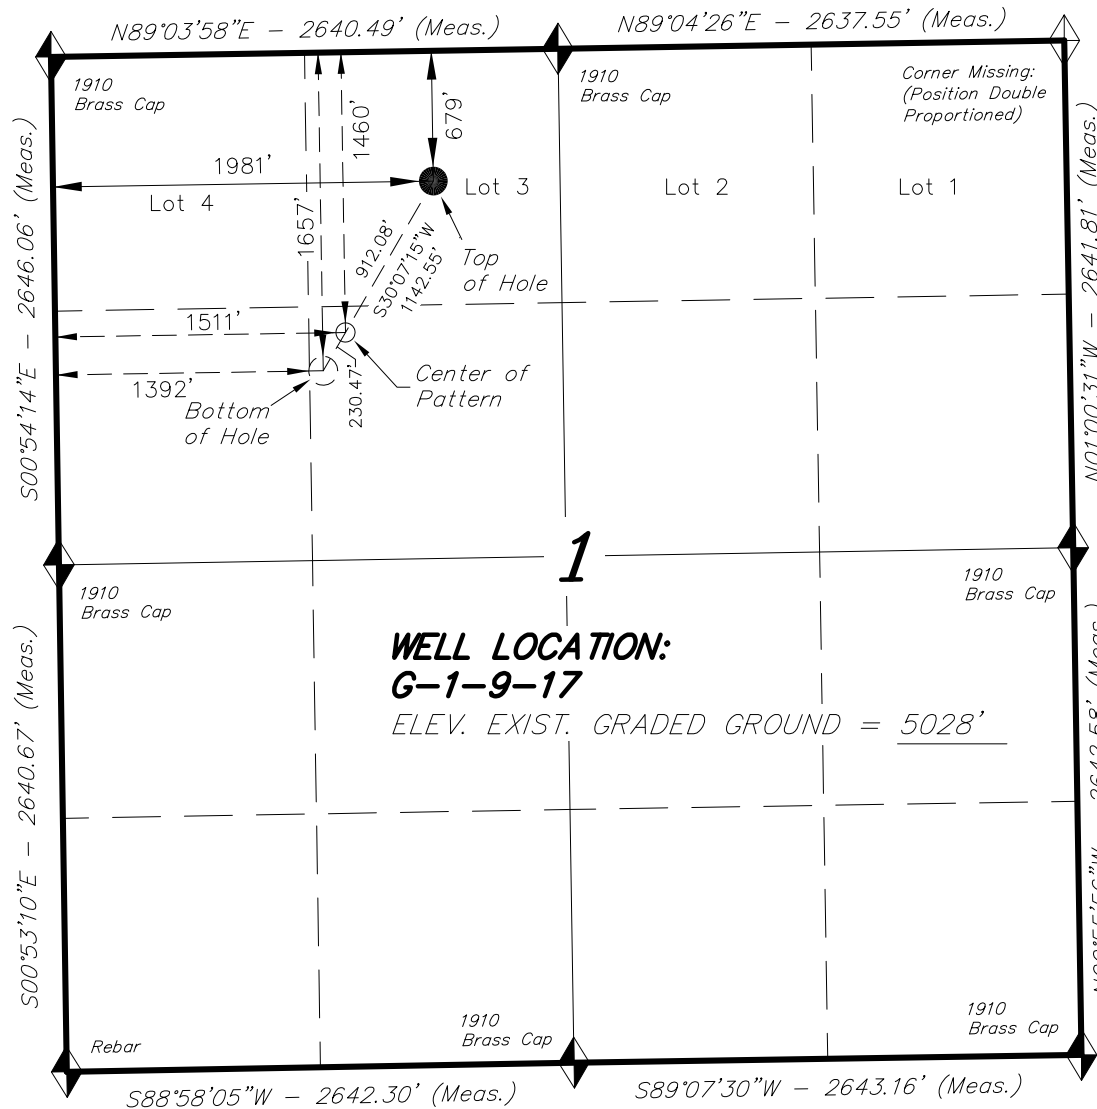 N89°03'58"E - 2640.49' (Meas.)
N89°04'26"E - 2637.55' (Meas.)
1910
Brass Cap
1910
Brass Cap
Corner Missing:
(Position Double
Proportioned)
S00°54'14"E - 2646.06' (Meas.)
N01°00'31"W - 2641.81' (Meas.)
1460'
679'
1981'
Lot 4
Lot 3
Lot 2
Lot 1
1657'
912.08'
S30°07'15"W
1142.55'
Top
of Hole
1511'
1392'
230.47'
Center of
Pattern
Bottom
of Hole
1
1910
Brass Cap
1910
Brass Cap
WELL LOCATION:
G-1-9-17
ELEV. EXIST. GRADED GROUND = 5028'
S00°53'10"E - 2640.67' (Meas.)
2642.58' (Meas.)
Rebar
1910
Brass Cap
1910
Brass Cap
S88°58'05"W - 2642.30' (Meas.)
S89°07'30"W - 2643.16' (Meas.)